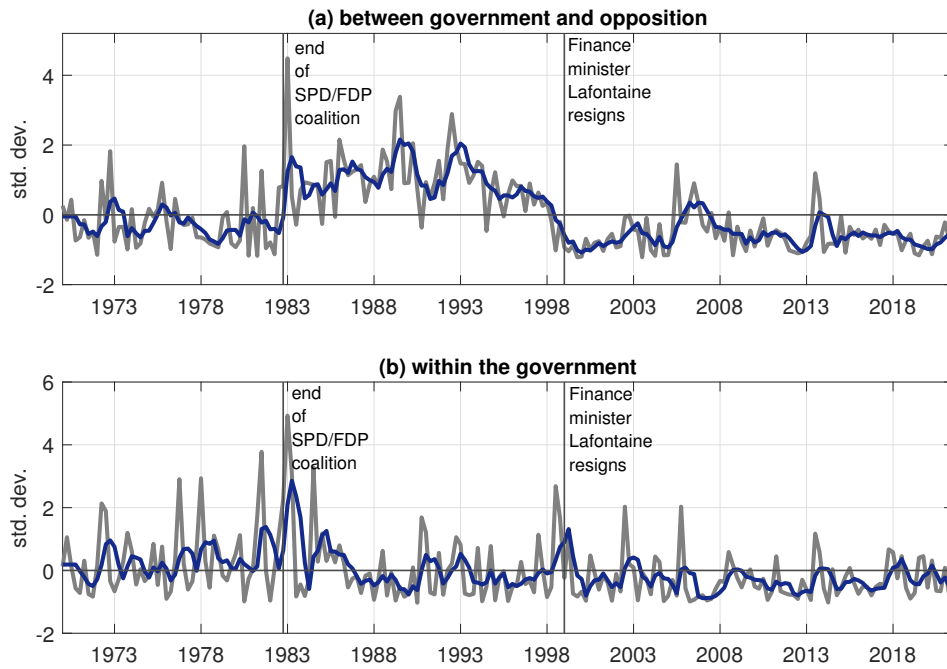 (a) between government and opposition
std. dev.
4
2
0
-2
end
of
SPD/FDP
coalition
Finance
minister
Lafontaine
resigns
1973 1978 1983 1988 1993 1998 2003 2008 2013 2018
(b) within the government
std. dev.
6
4
2
0
-2
end
of
SPD/FDP
coalition
Finance
minister
Lafontaine
resigns
1973 1978 1983 1988 1993 1998 2003 2008 2013 2018